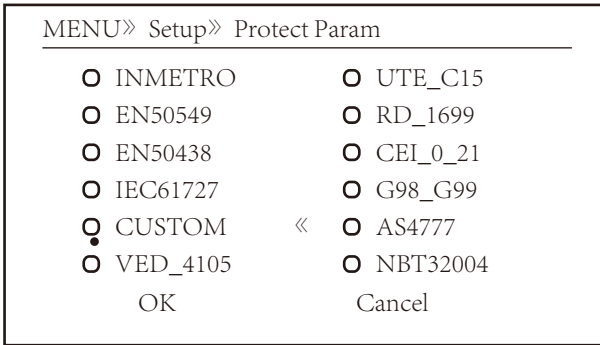 MENU» Setup» Protect Param
INMETRO UTE_C15
EN50549 RD_1699
EN50438 CEI_0_21
IEC61727 G98_G99
CUSTOM « AS4777
VED_4105 NBT32004
OK Cancel